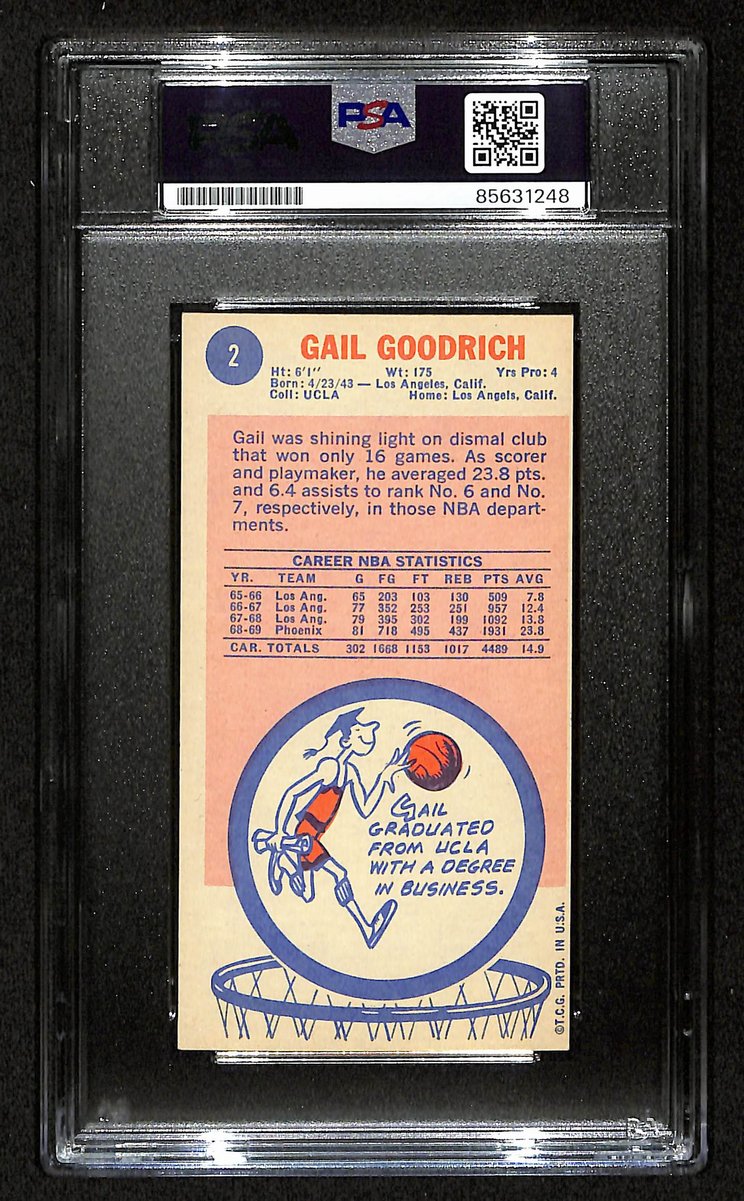 PSA
85631248
2
GAIL GOODRICH
Ht: 6'1" Wt: 175 Yrs Pro: 4
Born: 4/23/43 — Los Angeles, Calif.
Coll: UCLA Home: Los Angels, Calif.
Gail was shining light on dismal club
that won only 16 games. As scorer
and playmaker, he averaged 23.8 pts.
and 6.4 assists to rank No. 6 and No.
7, respectively, in those NBA depart-
ments.
CAREER NBA STATISTICS
YR. TEAM G FG FT REB PTS AVG
65-66 Los Ang. 65 203 103 130 509 7.8
66-67 Los Ang. 77 352 253 251 957 12.4
67-68 Los Ang. 79 395 302 199 1092 13.8
68-69 Phoenix 81 718 495 437 1931 23.8
CAR. TOTALS 302 1668 1153 1017 4489 14.9
GAIL
GRADUATED
FROM UCLA
WITH A DEGREE
IN BUSINESS.
©T.C.G. PRTD. IN U.S.A.